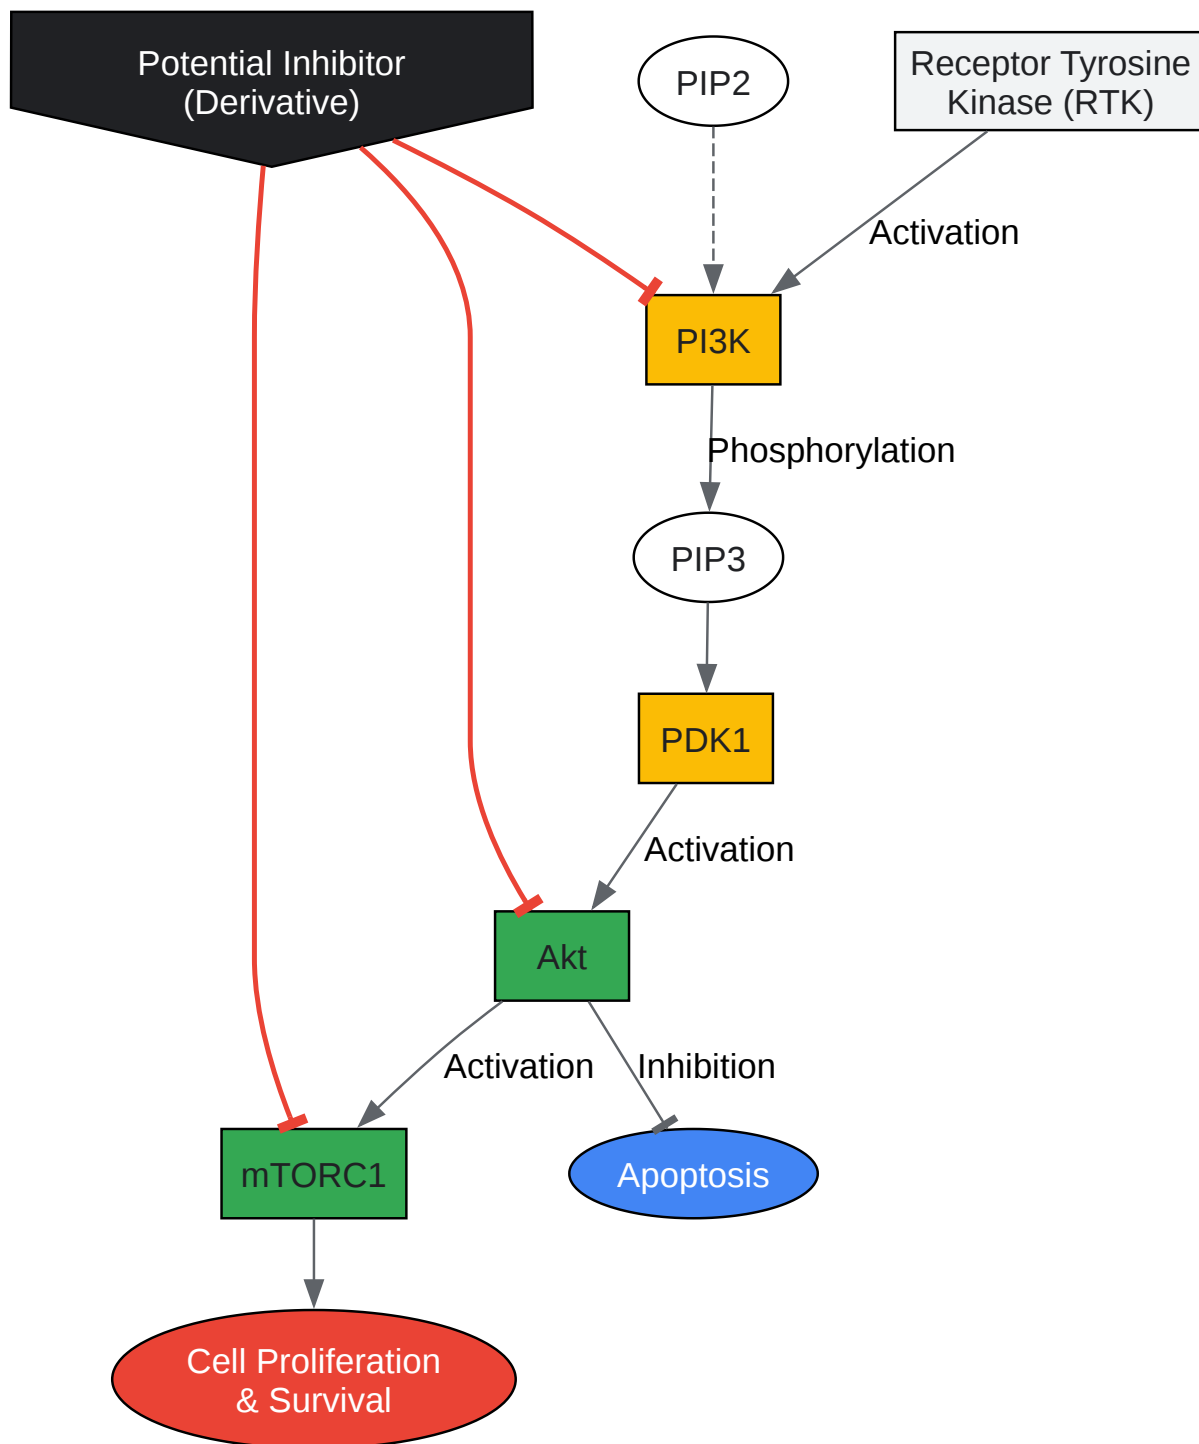 Potential Inhibitor
(Derivative)
PIP2
Receptor Tyrosine
Kinase (RTK)
Activation
PI3K
Phosphorylation
PIP3
PDK1
Activation
Akt
Activation
Inhibition
mTORC1
Apoptosis
Cell Proliferation
& Survival